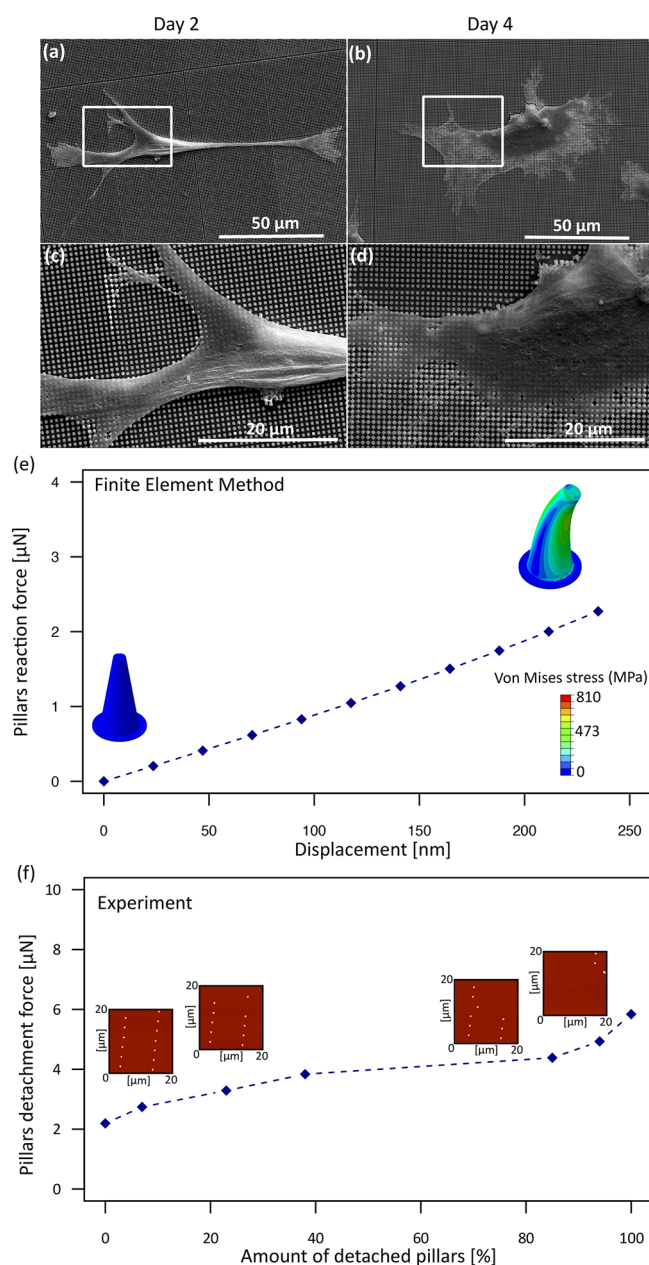 Day 2
Day 4
(a)
(b)
50 µm
50 µm
(c)
(d)
20 µm
20 µm
(e)
Finite Element Method
Pillars reaction force [µN]
4
3
2
1
0
Von Mises stress (MPa)
810
473
0
0
50
100
150
200
250
Displacement [nm]
(f)
Experiment
Pillars detachment force [µN]
10
8
6
4
2
0
20
[µm]
0
[µm]
20
20
[µm]
0
[µm]
20
20
[µm]
0
[µm]
20
20
[µm]
0
[µm]
20
0
20
40
60
80
100
Amount of detached pillars [%]